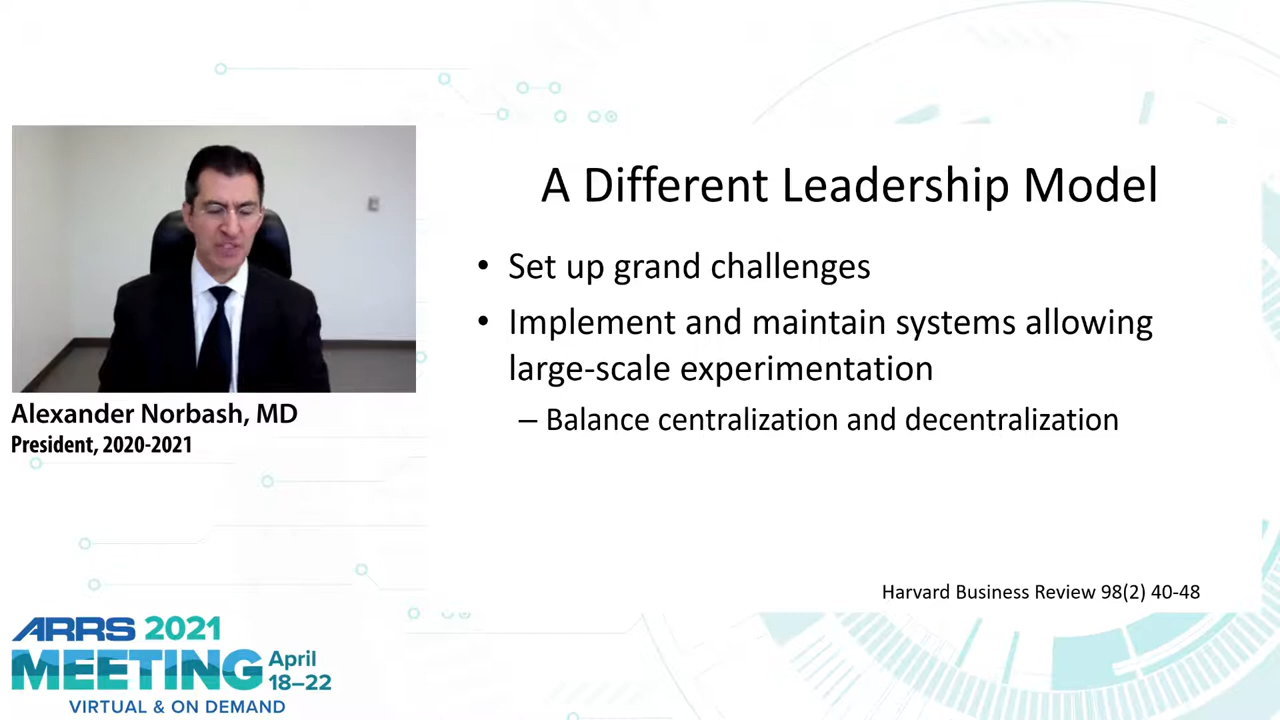 A Different Leadership Model
• Set up grand challenges
• Implement and maintain systems allowing
large-scale experimentation
– Balance centralization and decentralization
Harvard Business Review 98(2) 40-48
Alexander Norbash, MD
President, 2020-2021
ARRS 2021
MEETING April
18–22
VIRTUAL & ON DEMAND